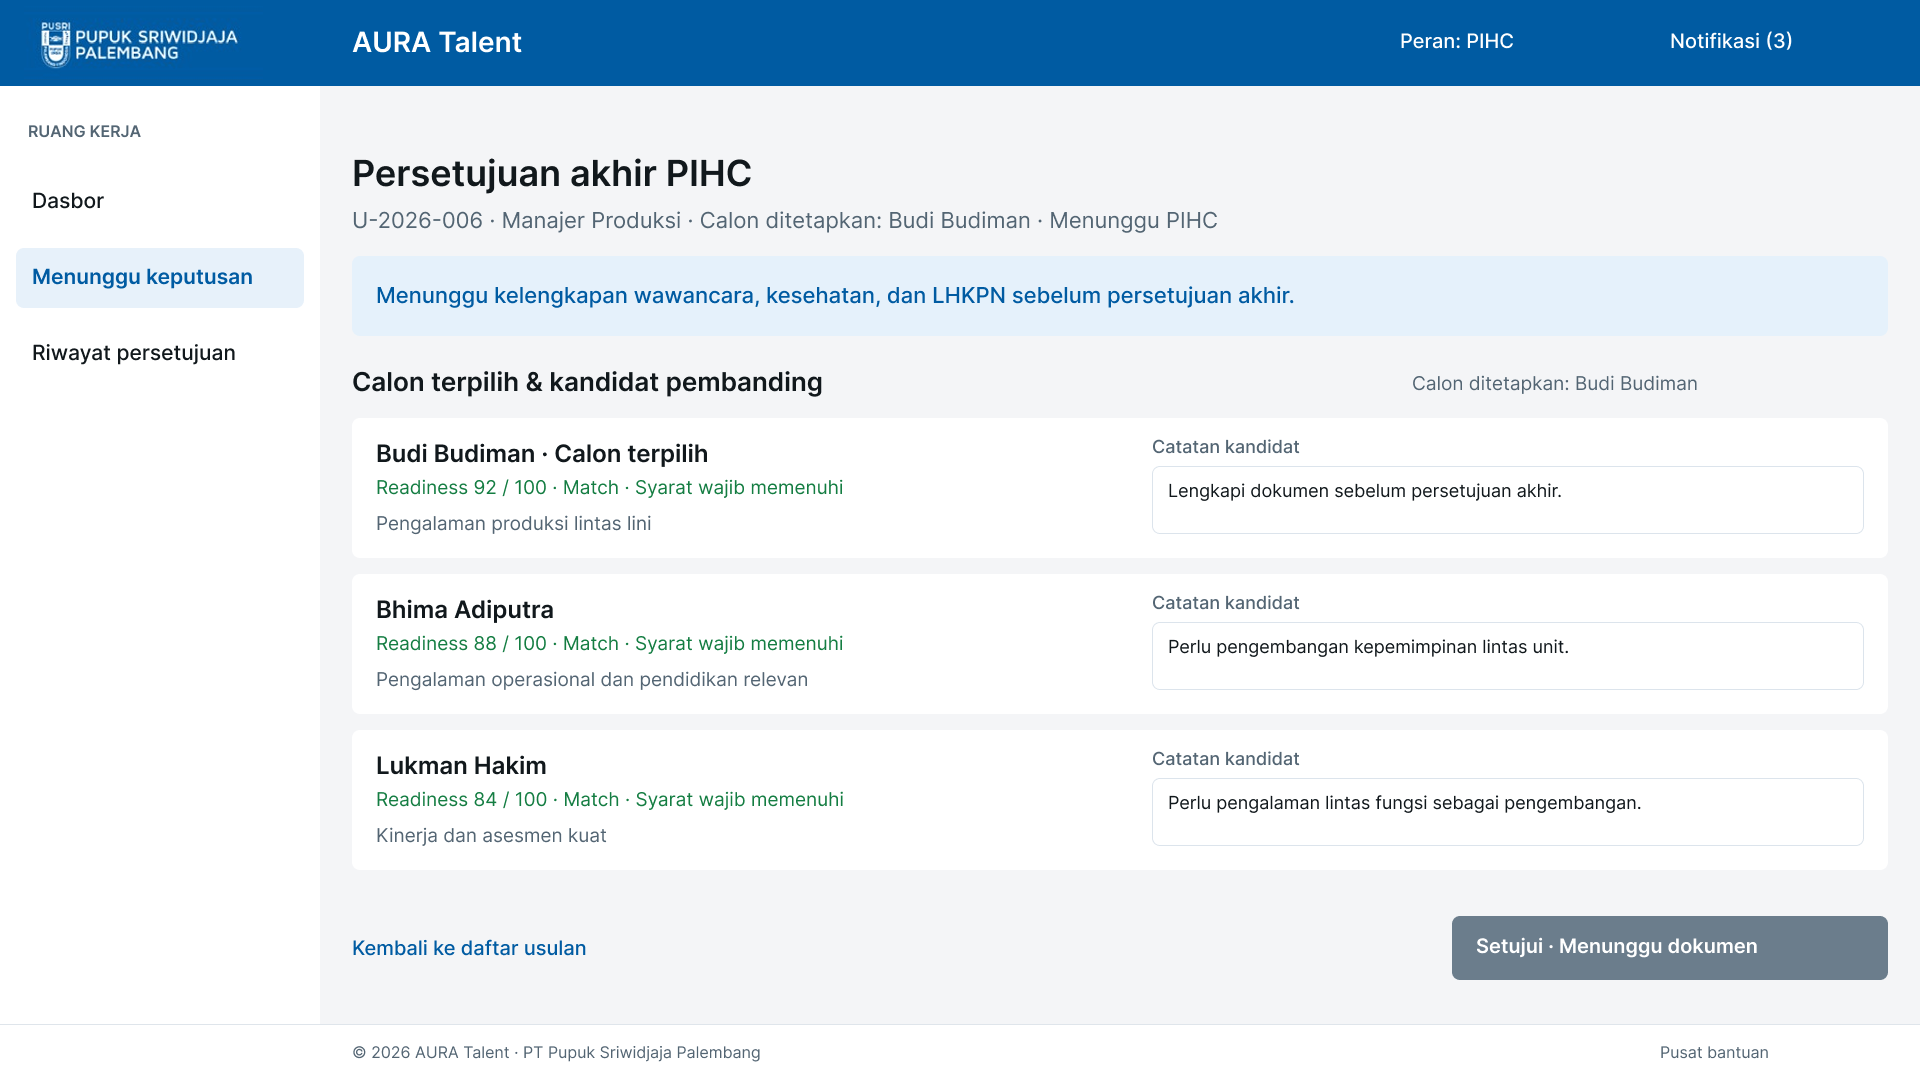 PUSRI
PUPUK SRIWIDJAJA
PALEMBANG
AURA Talent
Peran: PIHC
Notifikasi (3)
RUANG KERJA
Dasbor
Menunggu keputusan
Riwayat persetujuan
Persetujuan akhir PIHC
U-2026-006 · Manajer Produksi · Calon ditetapkan: Budi Budiman · Menunggu PIHC
Menunggu kelengkapan wawancara, kesehatan, dan LHKPN sebelum persetujuan akhir.
Calon terpilih & kandidat pembanding
Calon ditetapkan: Budi Budiman
Budi Budiman · Calon terpilih
Readiness 92 / 100 · Match · Syarat wajib memenuhi
Pengalaman produksi lintas lini
Catatan kandidat
Lengkapi dokumen sebelum persetujuan akhir.
Bhima Adiputra
Readiness 88 / 100 · Match · Syarat wajib memenuhi
Pengalaman operasional dan pendidikan relevan
Catatan kandidat
Perlu pengembangan kepemimpinan lintas unit.
Lukman Hakim
Readiness 84 / 100 · Match · Syarat wajib memenuhi
Kinerja dan asesmen kuat
Catatan kandidat
Perlu pengalaman lintas fungsi sebagai pengembangan.
Kembali ke daftar usulan
Setujui · Menunggu dokumen
© 2026 AURA Talent · PT Pupuk Sriwidjaja Palembang
Pusat bantuan